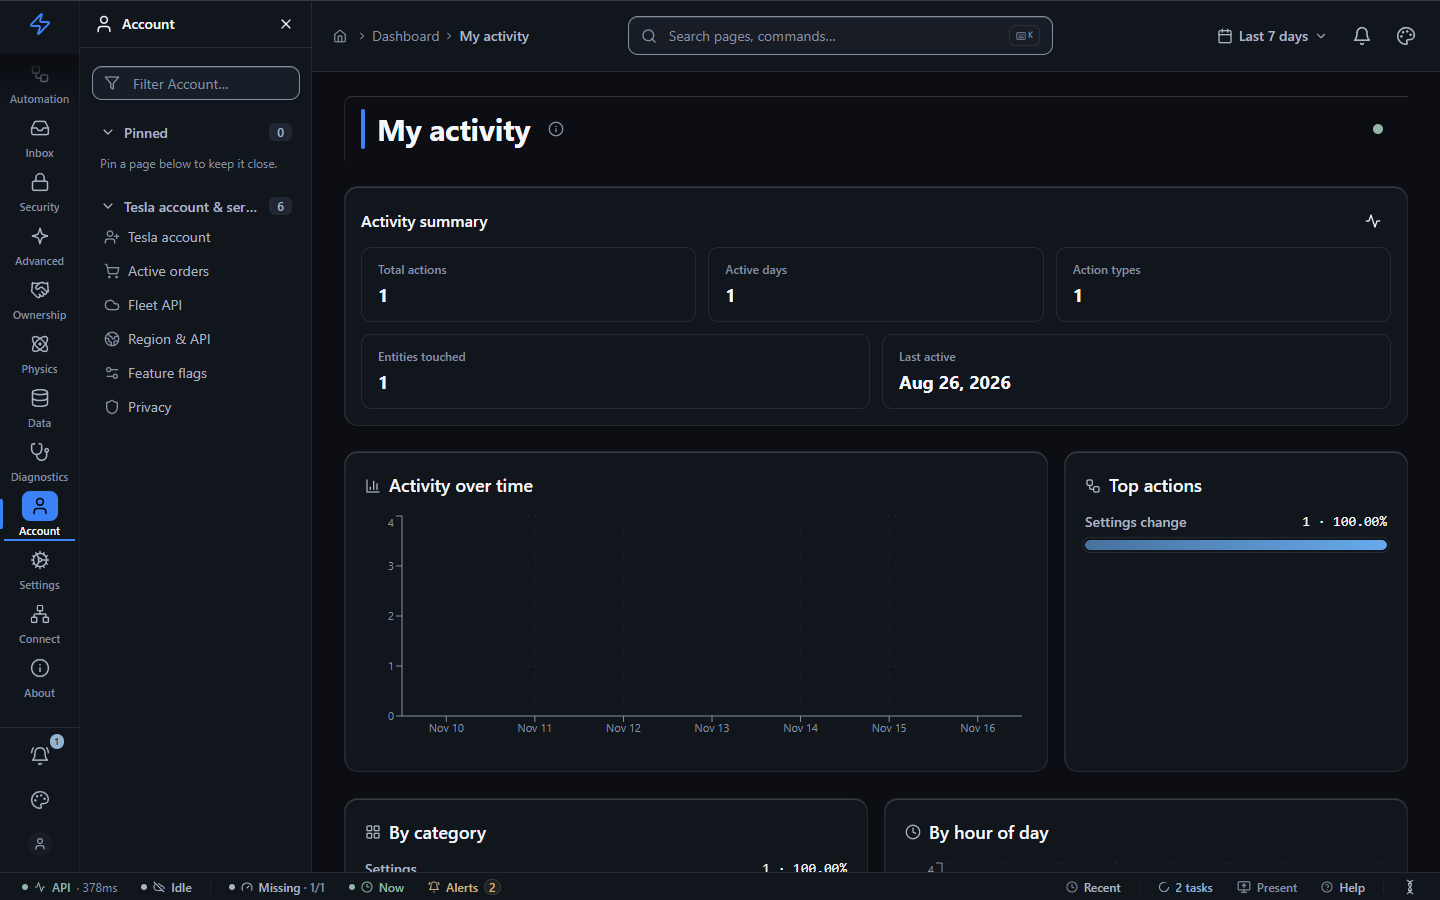 Account
Dashboard
My activity
Search pages, commands...
K
Last 7 days
Automation
Inbox
Security
Advanced
Ownership
Physics
Data
Diagnostics
Account
Settings
Connect
About
1
Filter Account...
Pinned
0
Pin a page below to keep it close.
Tesla account & ser...
6
Tesla account
Active orders
Fleet API
Region & API
Feature flags
Privacy
My activity
Activity summary
Total actions
1
Active days
1
Action types
1
Entities touched
1
Last active
Aug 26, 2026
Activity over time
4
3
2
1
0
Nov 10
Nov 11
Nov 12
Nov 13
Nov 14
Nov 15
Nov 16
Top actions
Settings change
1 · 100.00%
By category
Settings
1 · 100.00%
By hour of day
4
API · 378ms
Idle
Missing · 1/1
Now
Alerts 2
Recent
2 tasks
Present
Help